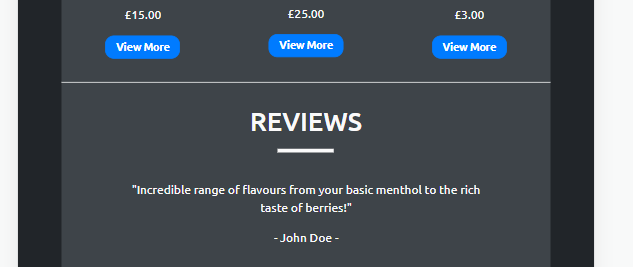 £15.00 £25.00 £3.00
View More View More View More
REVIEWS
"Incredible range of flavours from your basic menthol to the rich
taste of berries!"
- John Doe -